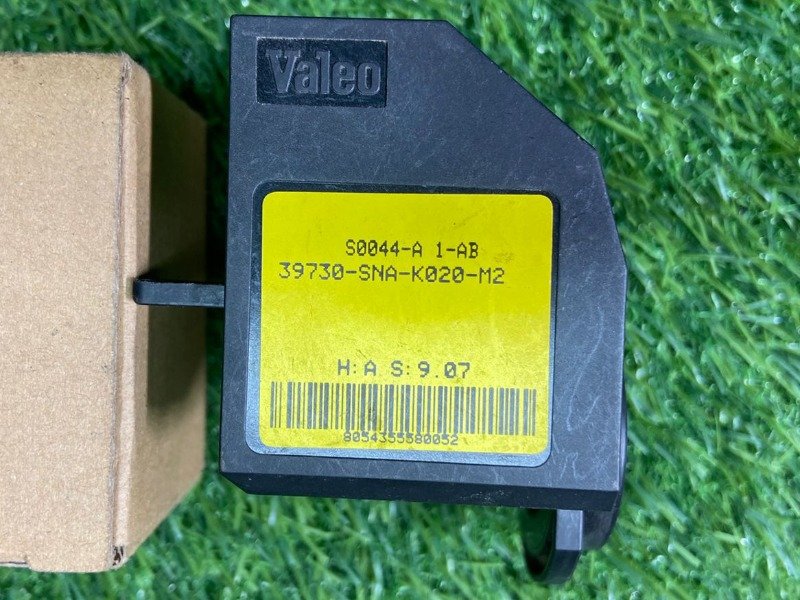 Valeo
S0044-A 1-AB
39730-SNA-K020-M2
H: A S: 9.07
8054355580052